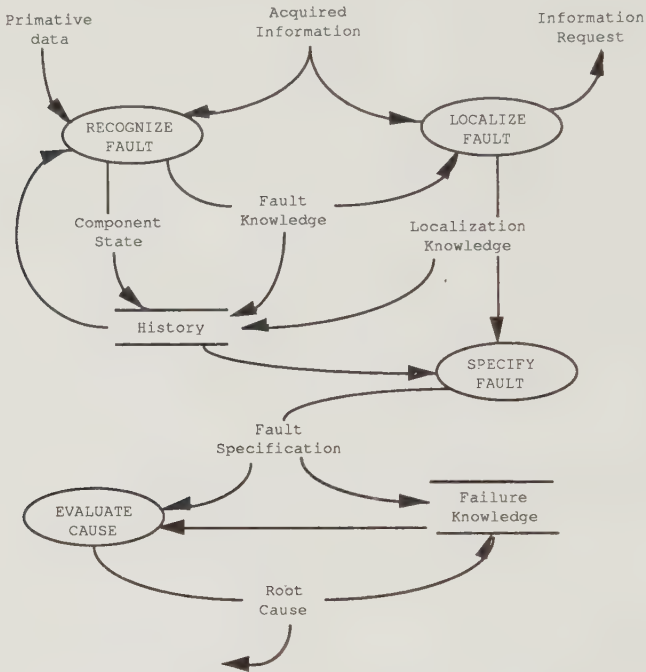 Primative
data
Acquired
Information
Information
Request
RECOGNIZE
FAULT
LOCALIZE
FAULT
Fault
Knowledge
Component
State
Localization
Knowledge
History
SPECIFY
FAULT
Fault
Specification
EVALUATE
CAUSE
Failure
Knowledge
Root
Cause